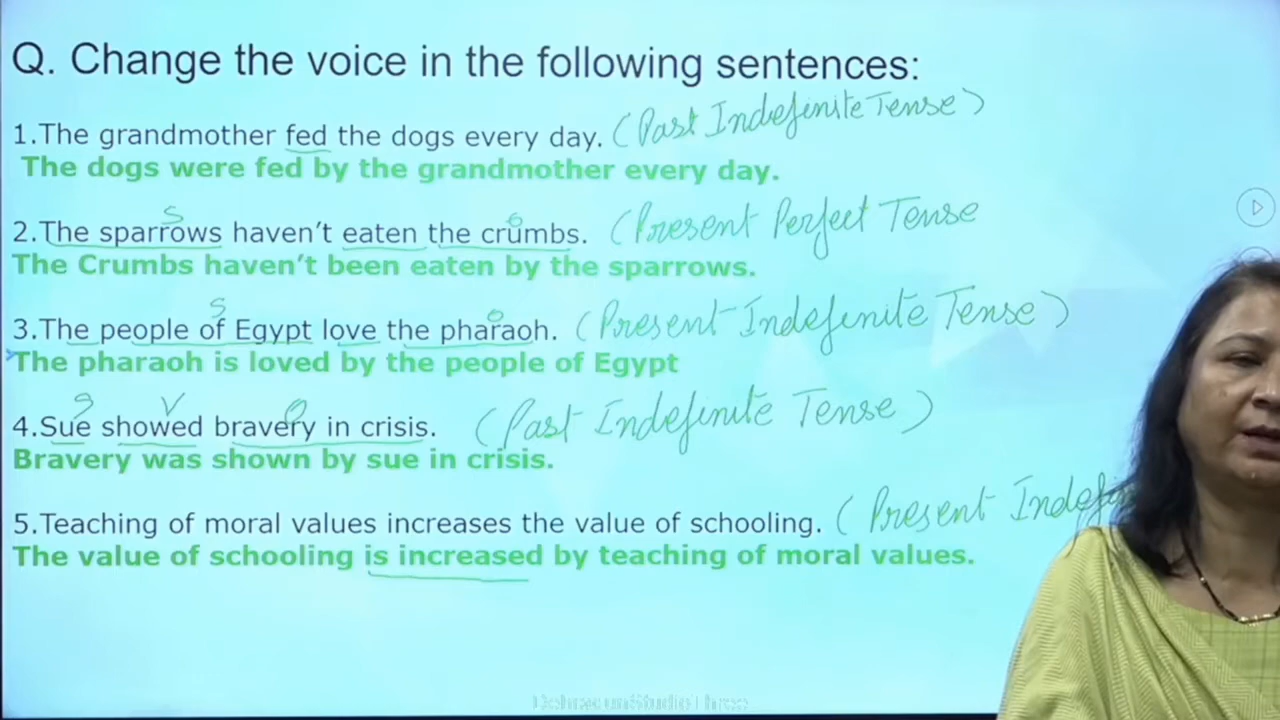 Q. Change the voice in the following sentences:
1.The grandmother fed the dogs every day. (Past Indefinite Tense)
The dogs were fed by the grandmother every day.
S o
2.The sparrows haven't eaten the crumbs. (Present Perfect Tense
The Crumbs haven't been eaten by the sparrows.
S o
3.The people of Egypt love the pharaoh. (Present Indefinite Tense)
The pharaoh is loved by the people of Egypt
S V O
4.Sue showed bravery in crisis. (Past Indefinite Tense)
Bravery was shown by sue in crisis.
5.Teaching of moral values increases the value of schooling. (Present Indefin
The value of schooling is increased by teaching of moral values.